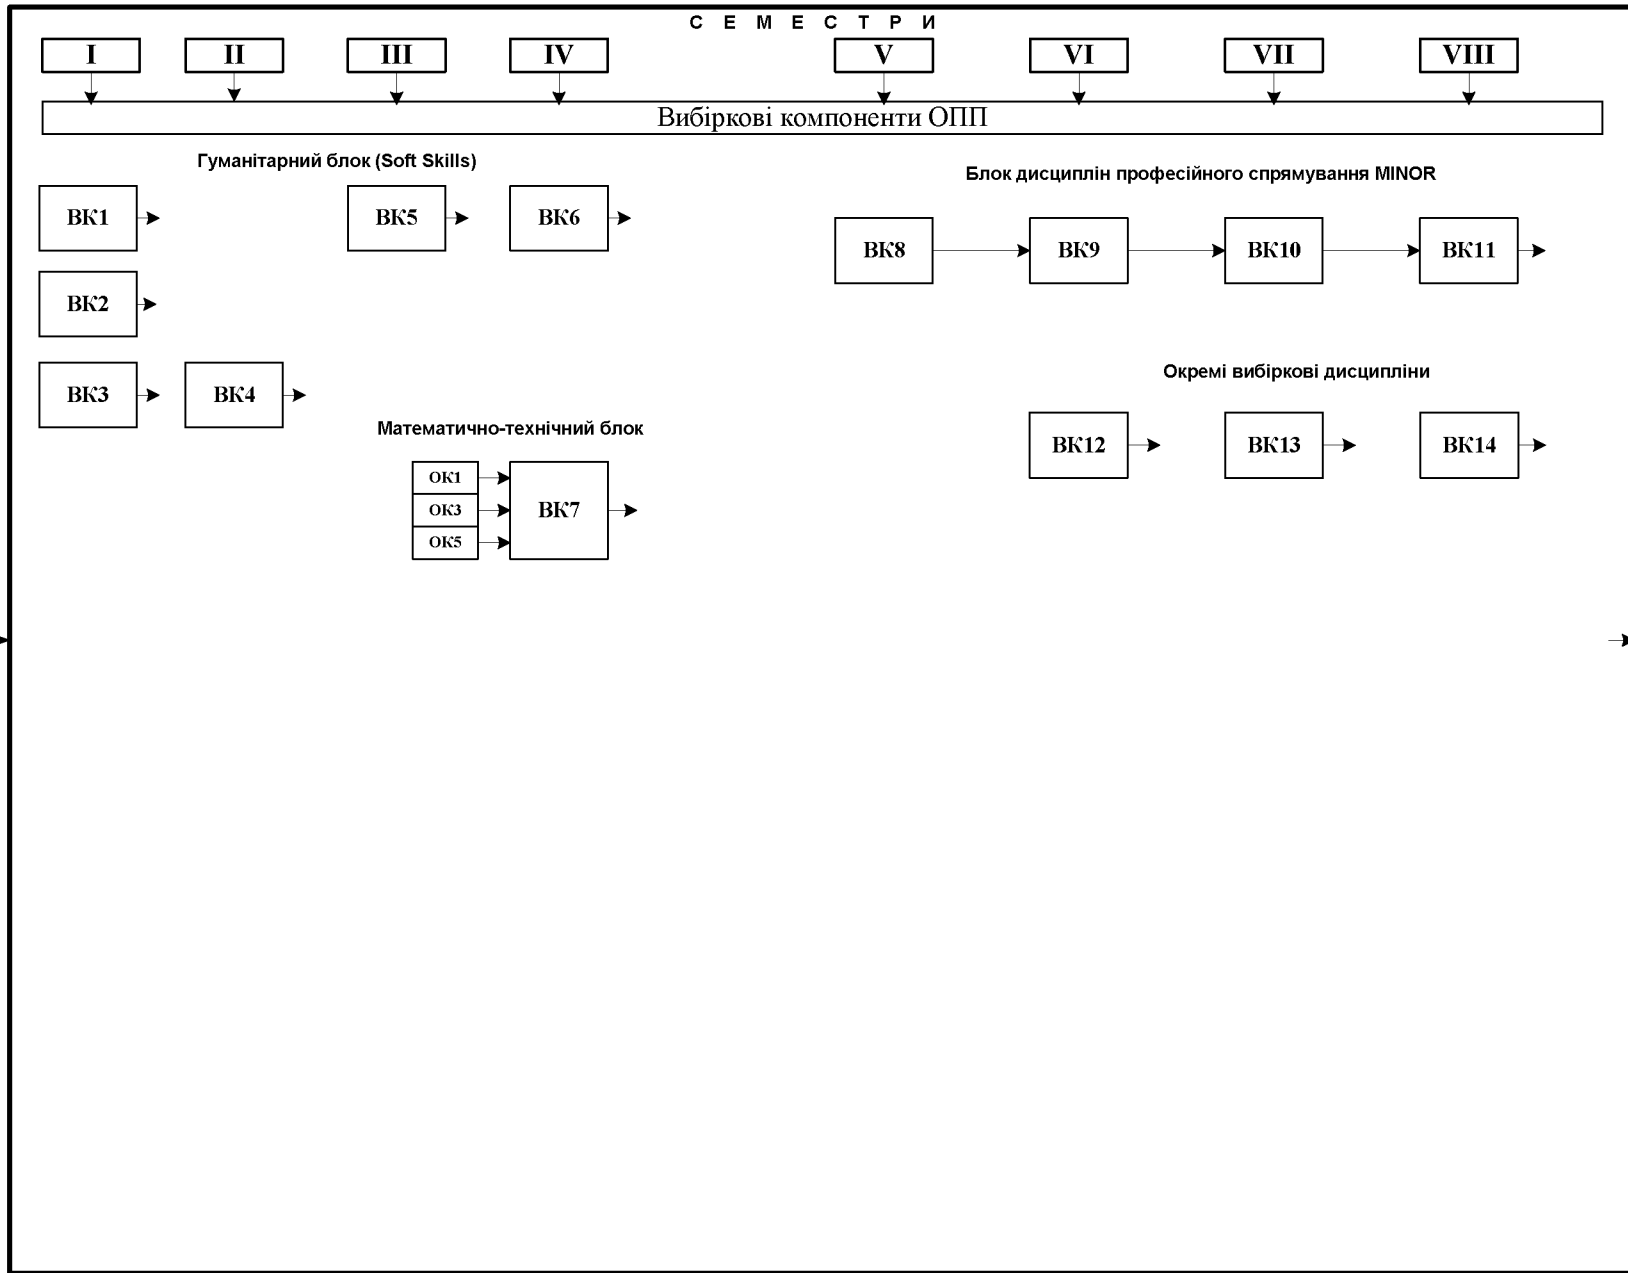 С Е М Е С Т Р И
I II III IV V VI VII VIII
Вибіркові компоненти ОПП
Гуманітарний блок (Soft Skills)
Блок дисциплін професійного спрямування MINOR
ВК1 ВК5 ВК6
ВК8 ВК9 ВК10 ВК11
ВК2
Окремі вибіркові дисципліни
ВК3 ВК4
Математично-технічний блок
ВК12 ВК13 ВК14
ОК1
ОК3 ВК7
ОК5